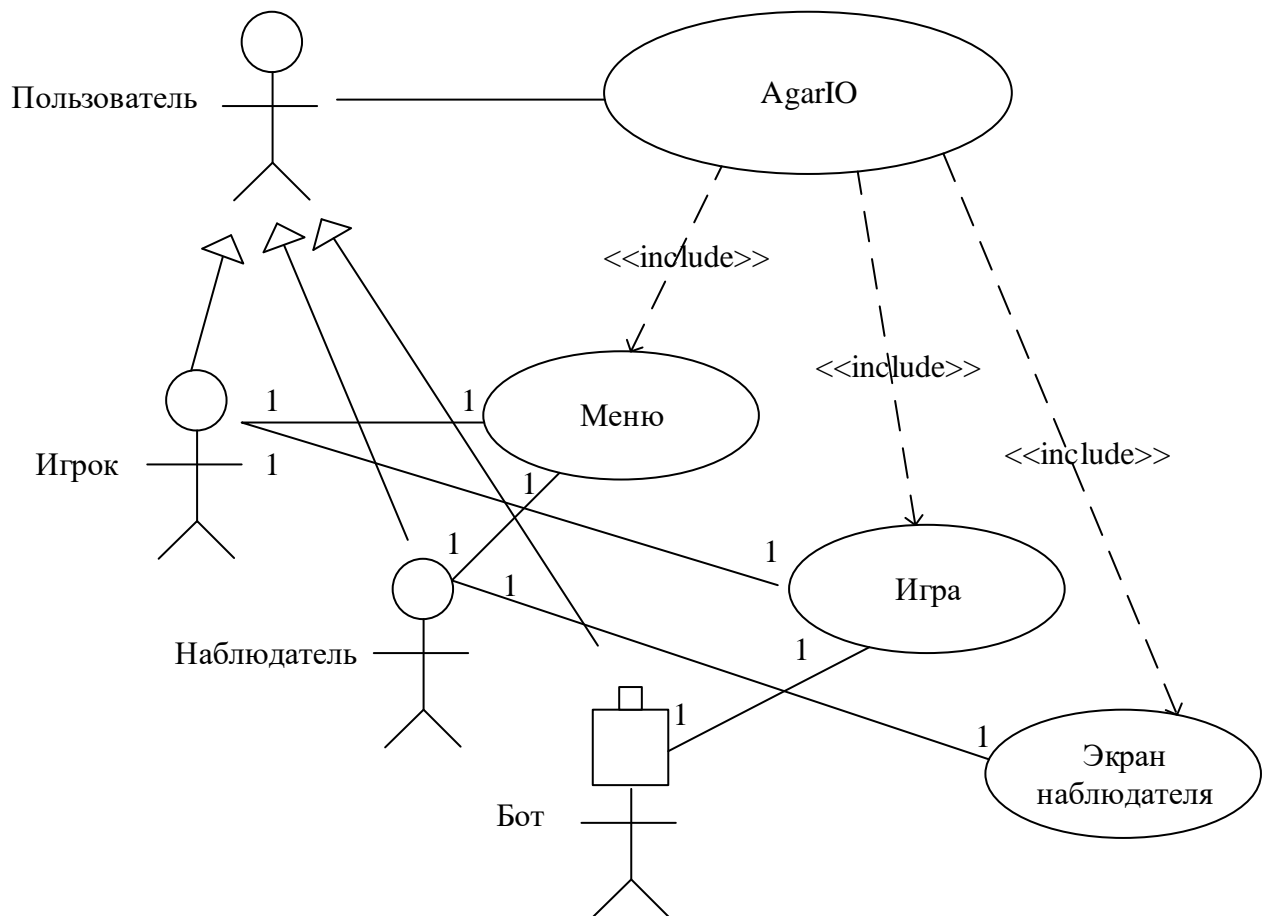 Пользователь
AgarIO
<<include>>
<<include>>
<<include>>
Меню
1
1
Игрок
1
1
1
1
1
Игра
Наблюдатель
1
1
1
Экран
наблюдателя
Бот